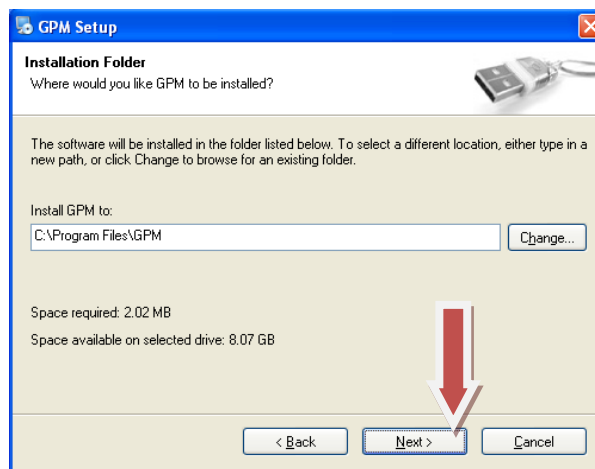 GPM Setup
Installation Folder
Where would you like GPM to be installed?
The software will be installed in the folder listed below. To select a different location, either type in a
new path, or click Change to browse for an existing folder.
Install GPM to:
C:\Program Files\GPM
Change...
Space required: 2.02 MB
Space available on selected drive: 8.07 GB
< Back
Next >
Cancel